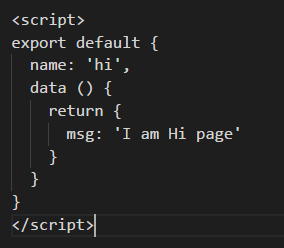 <script>
export default {
  name: 'hi',
  data () {
    return {
      msg: 'I am Hi page'
    }
  }
}
</script>